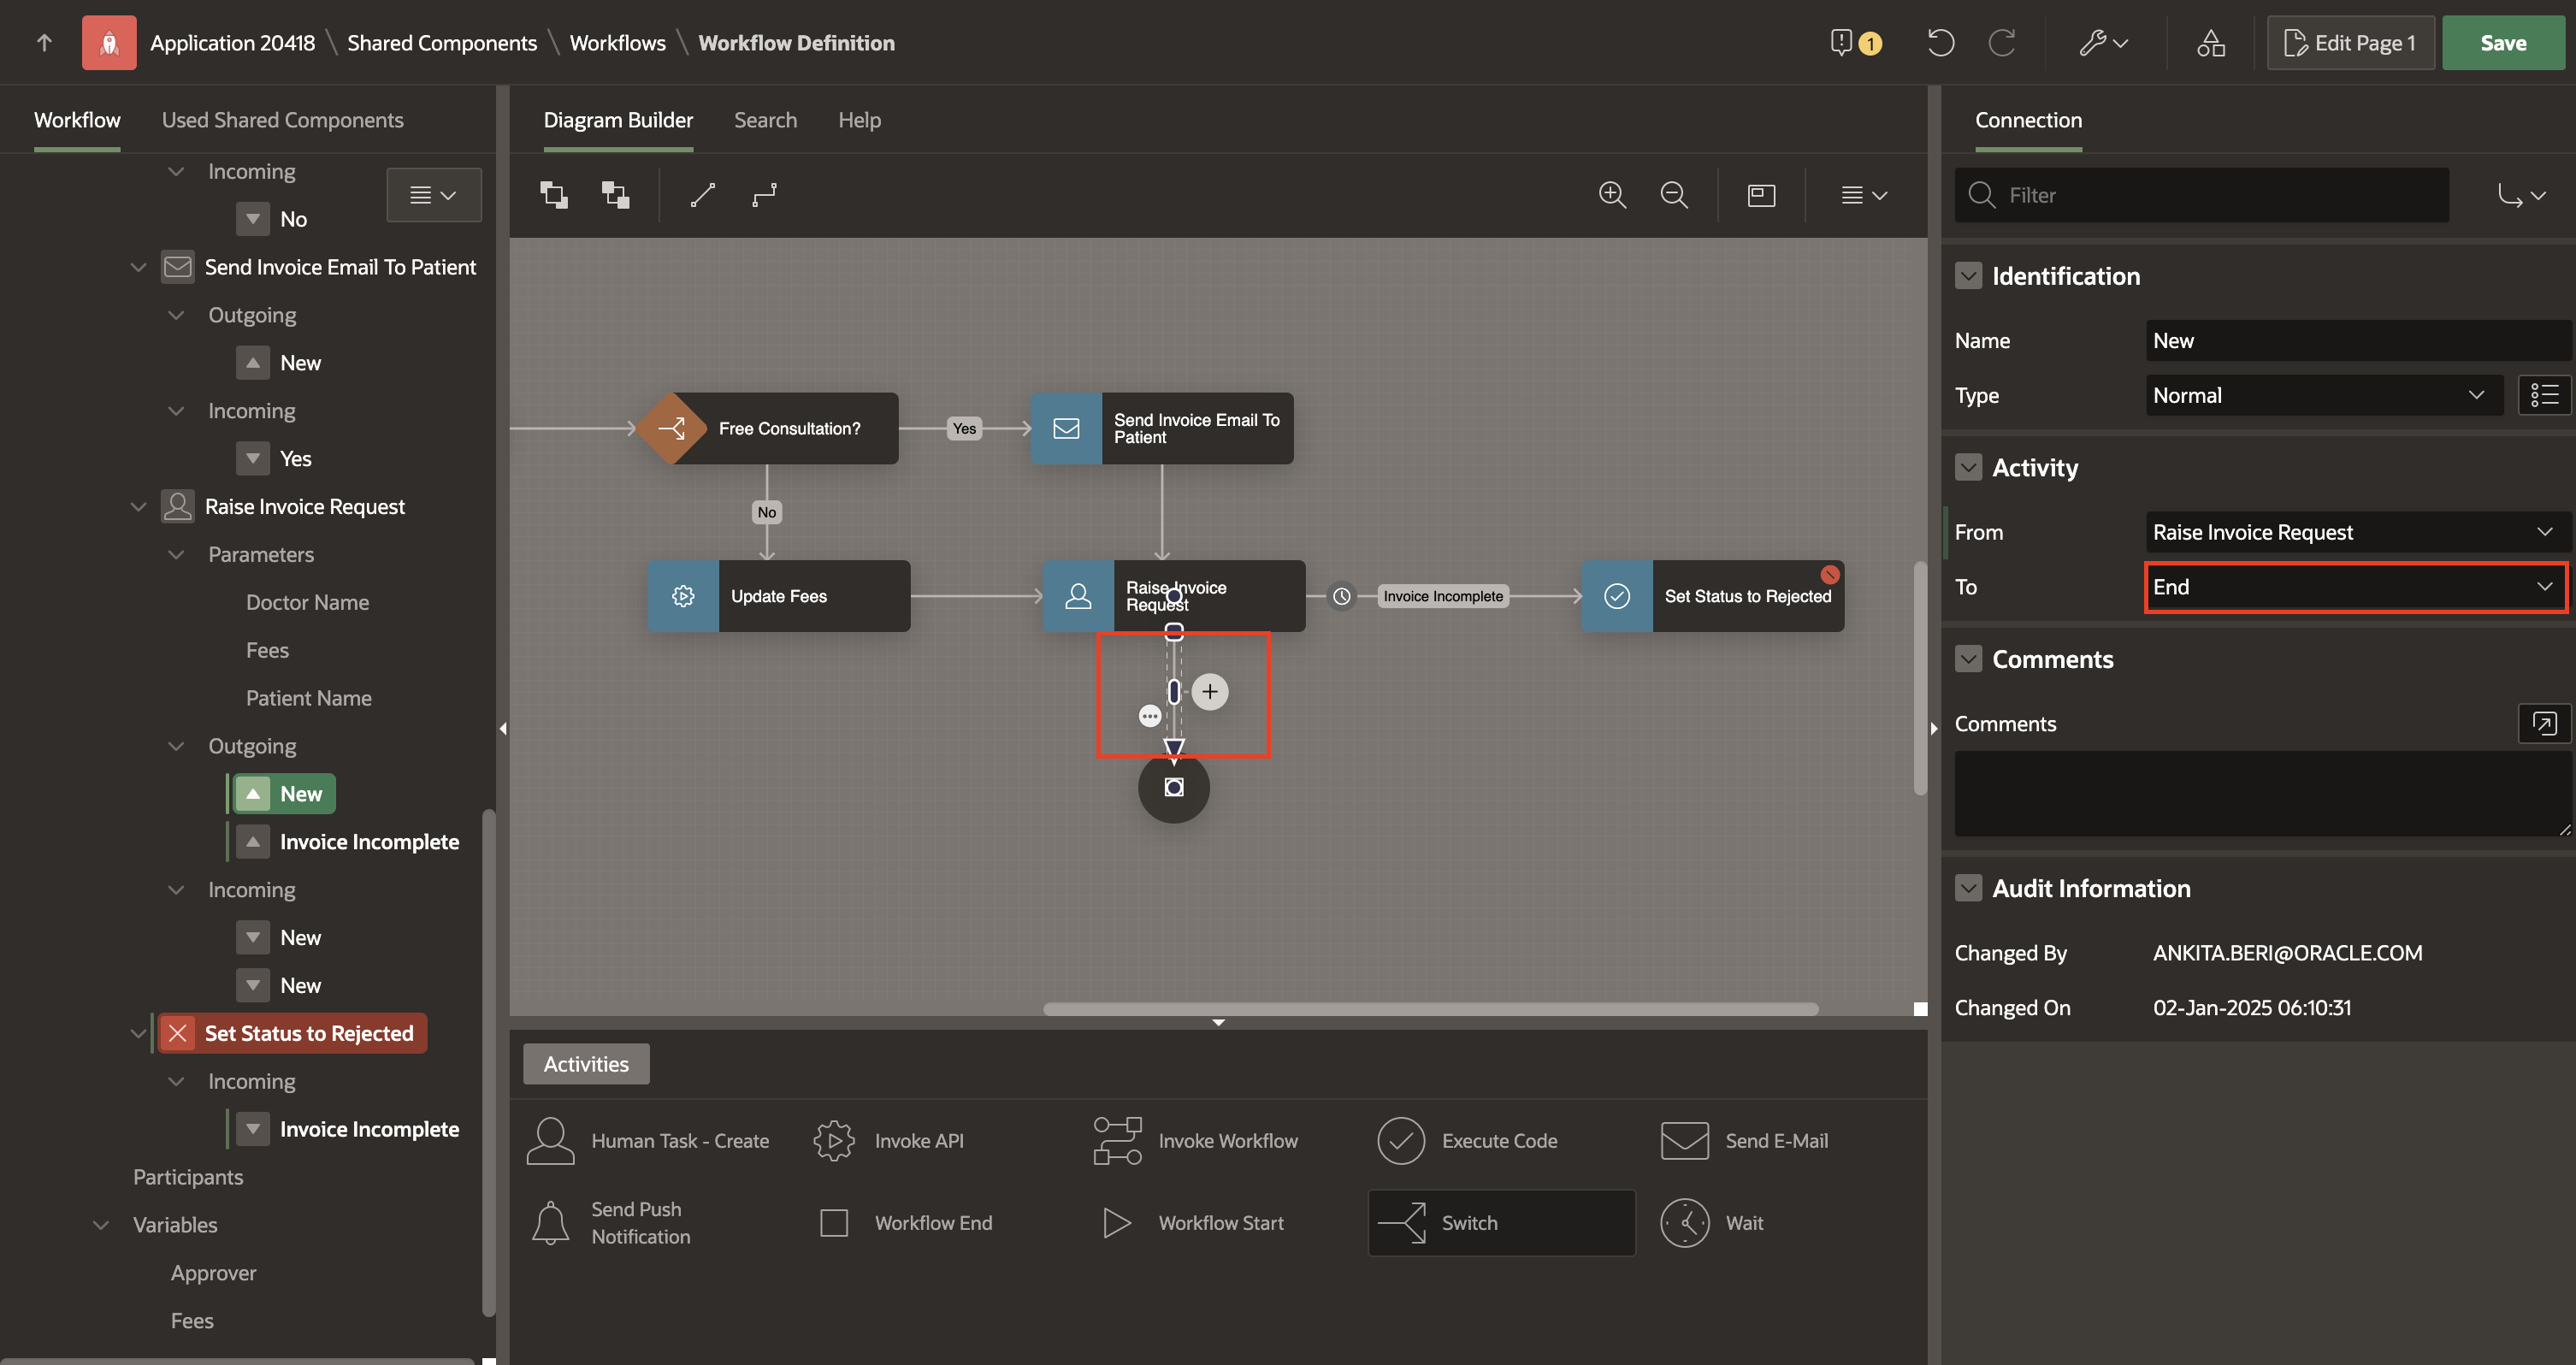 Application 20418 \ Shared Components \ Workflows \ Workflow Definition
1
Edit Page 1
Save
Workflow
Used Shared Components
Incoming
No
Send Invoice Email To Patient
Outgoing
New
Incoming
Yes
Raise Invoice Request
Parameters
Doctor Name
Fees
Patient Name
Outgoing
New
Invoice Incomplete
Incoming
New
New
Set Status to Rejected
Incoming
Invoice Incomplete
Participants
Variables
Approver
Fees
Diagram Builder
Search
Help
Free Consultation?
Yes
Send Invoice Email To
Patient
No
Update Fees
Raise Invoice
Request
Invoice Incomplete
Set Status to Rejected
Activities
Human Task - Create
Invoke API
Invoke Workflow
Execute Code
Send E-Mail
Send Push
Notification
Workflow End
Workflow Start
Switch
Wait
Connection
Filter
Identification
Name
New
Type
Normal
Activity
From
Raise Invoice Request
To
End
Comments
Comments
Audit Information
Changed By
ANKITA.BERI@ORACLE.COM
Changed On
02-Jan-2025 06:10:31